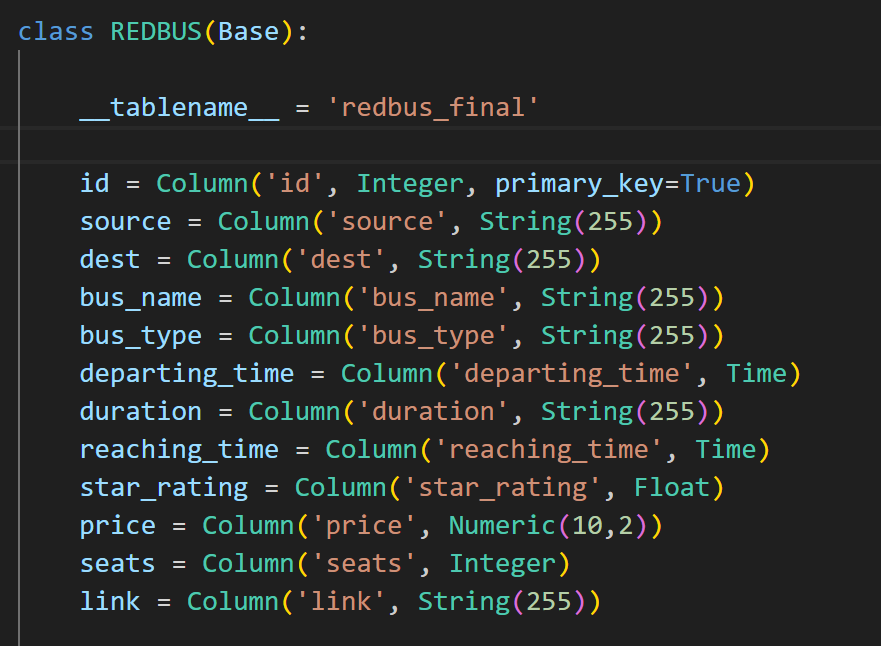 class REDBUS(Base):
__tablename__ = 'redbus_final'
id = Column('id', Integer, primary_key=True)
source = Column('source', String(255))
dest = Column('dest', String(255))
bus_name = Column('bus_name', String(255))
bus_type = Column('bus_type', String(255))
departing_time = Column('departing_time', Time)
duration = Column('duration', String(255))
reaching_time = Column('reaching_time', Time)
star_rating = Column('star_rating', Float)
price = Column('price', Numeric(10,2))
seats = Column('seats', Integer)
link = Column('link', String(255))